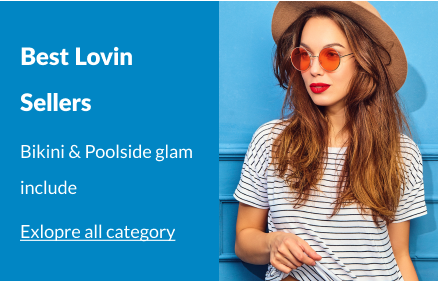 Best Lovin
Sellers
Bikini & Poolside glam
include
Exlopre all category